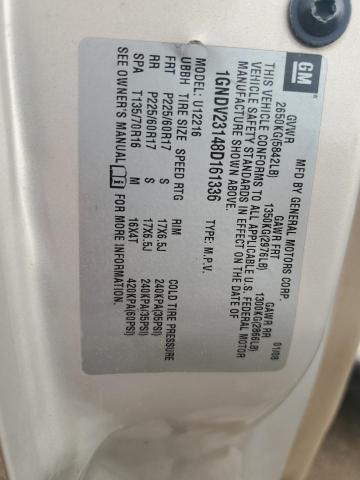 GM
MFD BY GENERAL MOTORS CORP. 01/08
GVWR GAWR FRT GAWR RR
2650KG(5842LB) 1350KG(2976LB) 1300KG(2866LB)
THIS VEHICLE CONFORMS TO ALL APPLICABLE U.S. FEDERAL MOTOR
VEHICLE SAFETY STANDARDS IN EFFECT ON THE DATE OF
MANUFACTURE SHOWN ABOVE.
1GNDV23148D161336 TYPE: M.P.V.
MODEL: U12216
UBBH TIRE SIZE SPEED RTG RIM COLD TIRE PRESSURE
FRT P225/60R17 S 17X6.5J 240KPA(35PSI)
RR P225/60R17 S 17X6.5J 240KPA(35PSI)
SPA T135/70R16 M 16X4T 420KPA(60PSI)
SEE OWNER'S MANUAL FOR MORE INFORMATION.